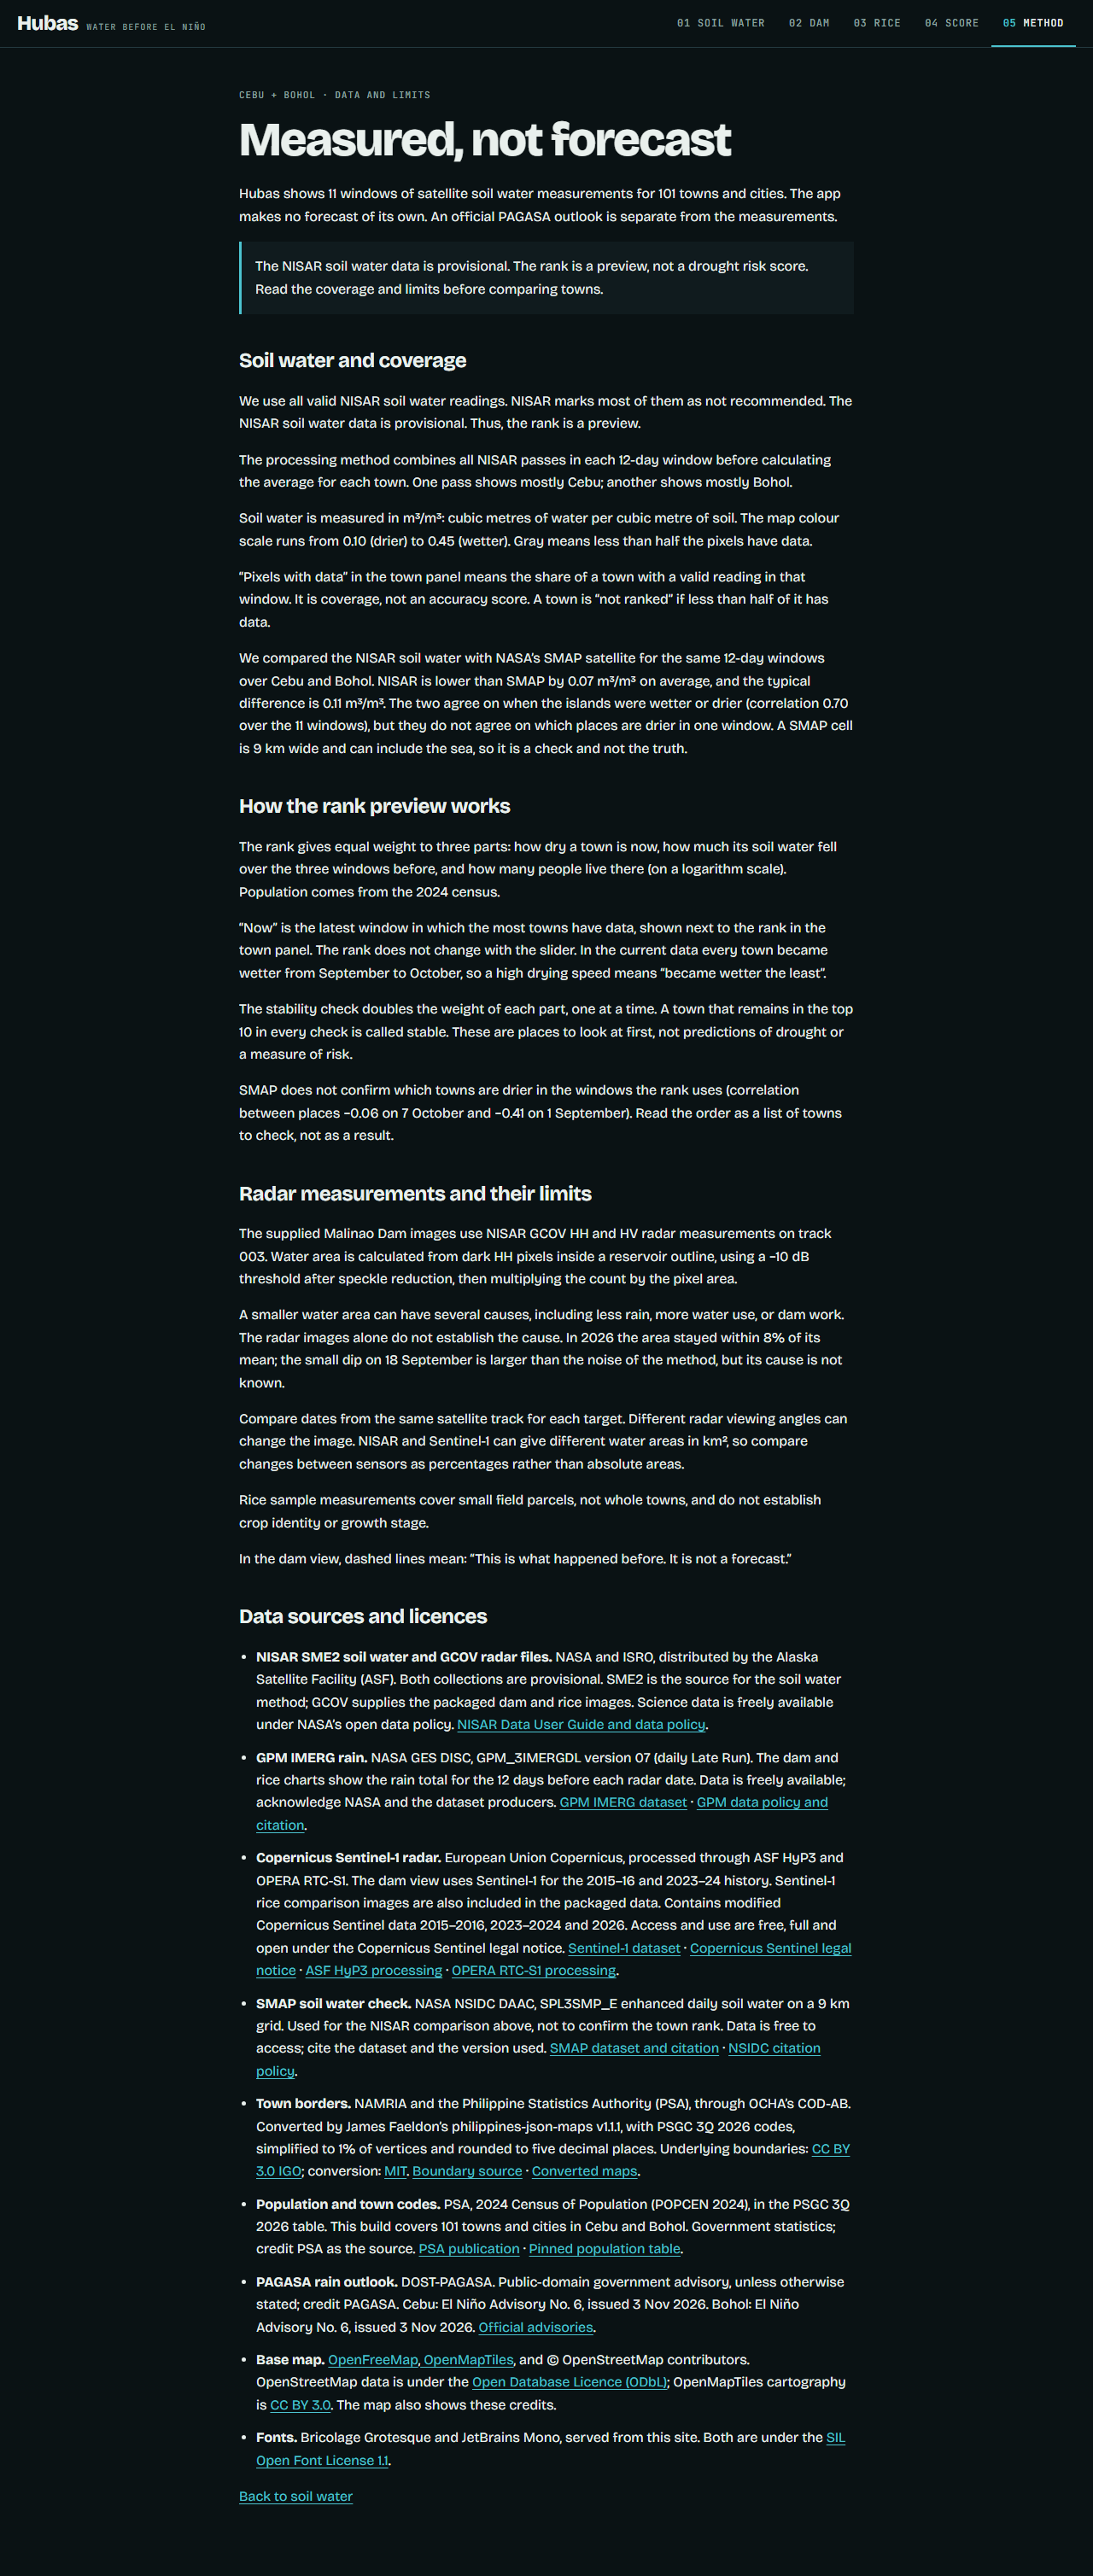 Hubas WATER BEFORE EL NIÑO
01 SOIL WATER 02 DAM 03 RICE 04 SCORE 05 METHOD
CEBU + BOHOL · DATA AND LIMITS
Measured, not forecast
Hubas shows 11 windows of satellite soil water measurements for 101 towns and cities. The app
makes no forecast of its own. An official PAGASA outlook is separate from the measurements.
The NISAR soil water data is provisional. The rank is a preview, not a drought risk score.
Read the coverage and limits before comparing towns.
Soil water and coverage
We use all valid NISAR soil water readings. NISAR marks most of them as not recommended. The
NISAR soil water data is provisional. Thus, the rank is a preview.
The processing method combines all NISAR passes in each 12-day window before calculating
the average for each town. One pass shows mostly Cebu; another shows mostly Bohol.
Soil water is measured in m³/m³: cubic metres of water per cubic metre of soil. The map colour
scale runs from 0.10 (drier) to 0.45 (wetter). Gray means less than half the pixels have data.
“Pixels with data” in the town panel means the share of a town with a valid reading in that
window. It is coverage, not an accuracy score. A town is “not ranked” if less than half of it has
data.
We compared the NISAR soil water with NASA’s SMAP satellite for the same 12-day windows
over Cebu and Bohol. NISAR is lower than SMAP by 0.07 m³/m³ on average, and the typical
difference is 0.11 m³/m³. The two agree on when the islands were wetter or drier (correlation 0.70
over the 11 windows), but they do not agree on which places are drier in one window. A SMAP cell
is 9 km wide and can include the sea, so it is a check and not the truth.
How the rank preview works
The rank gives equal weight to three parts: how dry a town is now, how much its soil water fell
over the three windows before, and how many people live there (on a logarithm scale).
Population comes from the 2024 census.
“Now” is the latest window in which the most towns have data, shown next to the rank in the
town panel. The rank does not change with the slider. In the current data every town became
wetter from September to October, so a high drying speed means “became wetter the least”.
The stability check doubles the weight of each part, one at a time. A town that remains in the top
10 in every check is called stable. These are places to look at first, not predictions of drought or
a measure of risk.
SMAP does not confirm which towns are drier in the windows the rank uses (correlation
between places −0.06 on 7 October and −0.41 on 1 September). Read the order as a list of towns
to check, not as a result.
Radar measurements and their limits
The supplied Malinao Dam images use NISAR GCOV HH and HV radar measurements on track
003. Water area is calculated from dark HH pixels inside a reservoir outline, using a −10 dB
threshold after speckle reduction, then multiplying the count by the pixel area.
A smaller water area can have several causes, including less rain, more water use, or dam work.
The radar images alone do not establish the cause. In 2026 the area stayed within 8% of its
mean; the small dip on 18 September is larger than the noise of the method, but its cause is not
known.
Compare dates from the same satellite track for each target. Different radar viewing angles can
change the image. NISAR and Sentinel-1 can give different water areas in km², so compare
changes between sensors as percentages rather than absolute areas.
Rice sample measurements cover small field parcels, not whole towns, and do not establish
crop identity or growth stage.
In the dam view, dashed lines mean: “This is what happened before. It is not a forecast.”
Data sources and licences
• NISAR SME2 soil water and GCOV radar files. NASA and ISRO, distributed by the Alaska
Satellite Facility (ASF). Both collections are provisional. SME2 is the source for the soil water
method; GCOV supplies the packaged dam and rice images. Science data is freely available
under NASA’s open data policy. NISAR Data User Guide and data policy.
• GPM IMERG rain. NASA GES DISC, GPM_3IMERGDL version 07 (daily Late Run). The dam and
rice charts show the rain total for the 12 days before each radar date. Data is freely available;
acknowledge NASA and the dataset producers. GPM IMERG dataset · GPM data policy and
citation.
• Copernicus Sentinel-1 radar. European Union Copernicus, processed through ASF HyP3 and
OPERA RTC-S1. The dam view uses Sentinel-1 for the 2015–16 and 2023–24 history. Sentinel-1
rice comparison images are also included in the packaged data. Contains modified
Copernicus Sentinel data 2015–2016, 2023–2024 and 2026. Access and use are free, full and
open under the Copernicus Sentinel legal notice. Sentinel-1 dataset · Copernicus Sentinel legal
notice · ASF HyP3 processing · OPERA RTC-S1 processing.
• SMAP soil water check. NASA NSIDC DAAC, SPL3SMP_E enhanced daily soil water on a 9 km
grid. Used for the NISAR comparison above, not to confirm the town rank. Data is free to
access; cite the dataset and the version used. SMAP dataset and citation · NSIDC citation
policy.
• Town borders. NAMRIA and the Philippine Statistics Authority (PSA), through OCHA’s COD-AB.
Converted by James Faeldon’s philippines-json-maps v1.1.1, with PSGC 3Q 2026 codes,
simplified to 1% of vertices and rounded to five decimal places. Underlying boundaries: CC BY
3.0 IGO; conversion: MIT. Boundary source · Converted maps.
• Population and town codes. PSA, 2024 Census of Population (POPCEN 2024), in the PSGC 3Q
2026 table. This build covers 101 towns and cities in Cebu and Bohol. Government statistics;
credit PSA as the source. PSA publication · Pinned population table.
• PAGASA rain outlook. DOST-PAGASA. Public-domain government advisory, unless otherwise
stated; credit PAGASA. Cebu: El Niño Advisory No. 6, issued 3 Nov 2026. Bohol: El Niño
Advisory No. 6, issued 3 Nov 2026. Official advisories.
• Base map. OpenFreeMap, OpenMapTiles, and © OpenStreetMap contributors.
OpenStreetMap data is under the Open Database Licence (ODbL); OpenMapTiles cartography
is CC BY 3.0. The map also shows these credits.
• Fonts. Bricolage Grotesque and JetBrains Mono, served from this site. Both are under the SIL
Open Font License 1.1.
Back to soil water